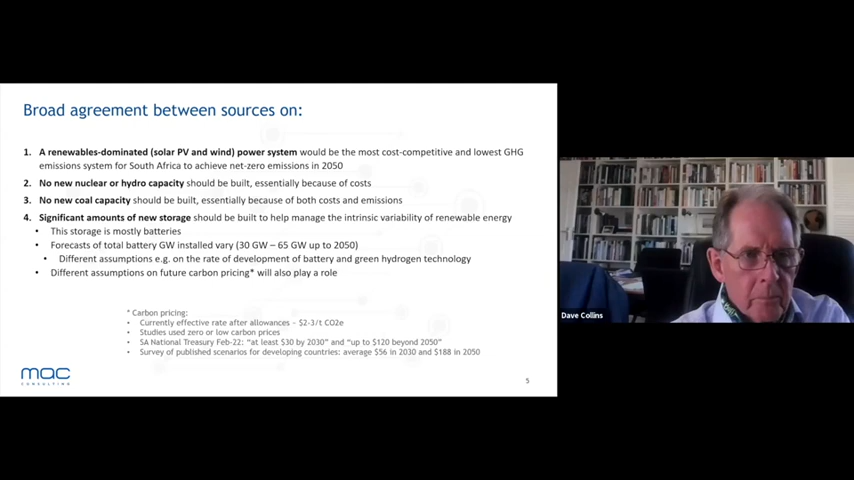 Broad agreement between sources on:
1. A renewables-dominated (solar PV and wind) power system would be the most cost-competitive and lowest GHG
emissions system for South Africa to achieve net-zero emissions in 2050
2. No new nuclear or hydro capacity should be built, essentially because of costs
3. No new coal capacity should be built, essentially because of both costs and emissions
4. Significant amounts of new storage should be built to help manage the intrinsic variability of renewable energy
• This storage is mostly batteries
• Forecasts of total battery GW installed vary (30 GW – 65 GW up to 2050)
• Different assumptions e.g. on the rate of development of battery and green hydrogen technology
• Different assumptions on future carbon pricing* will also play a role
* Carbon pricing:
• Currently effective rate after allowances ~ $2-3/t CO2e
• Studies used zero or low carbon prices
• SA National Treasury Feb-22: “at least $30 by 2030” and “up to $120 beyond 2050”
• Survey of published scenarios for developing countries: average $56 in 2030 and $188 in 2050
mac
CONSULTING
5
Dave Collins